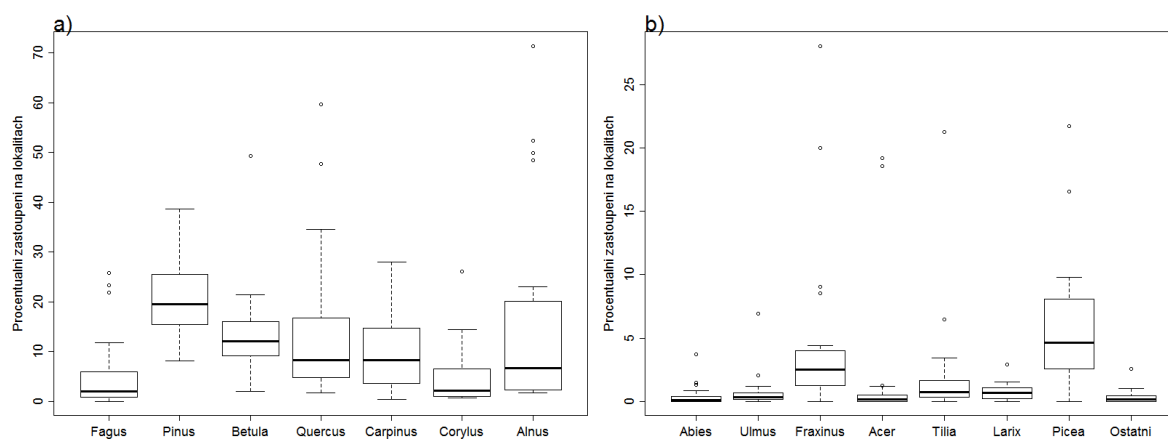 a)
Procentualni zastoupeni na lokalitach
70
60
50
40
30
20
10
0
Fagus Pinus Betula Quercus Carpinus Corylus Alnus
b)
Procentualni zastoupeni na lokalitach
25
20
15
10
5
0
Abies Ulmus Fraxinus Acer Tilia Larix Picea Ostatni